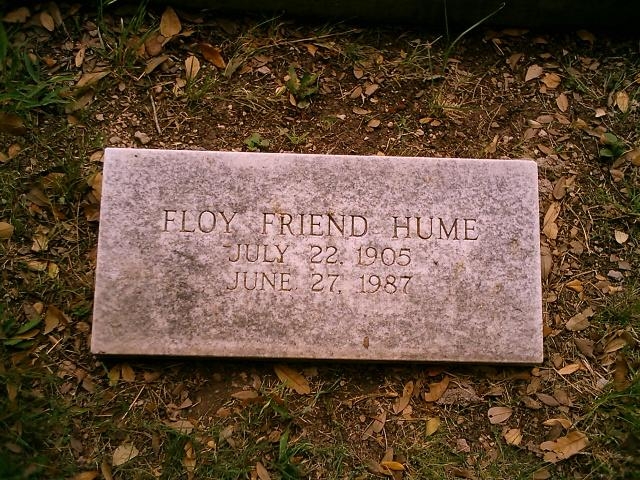 FLOY FRIEND HUME
JULY 22, 1905
JUNE 27, 1987